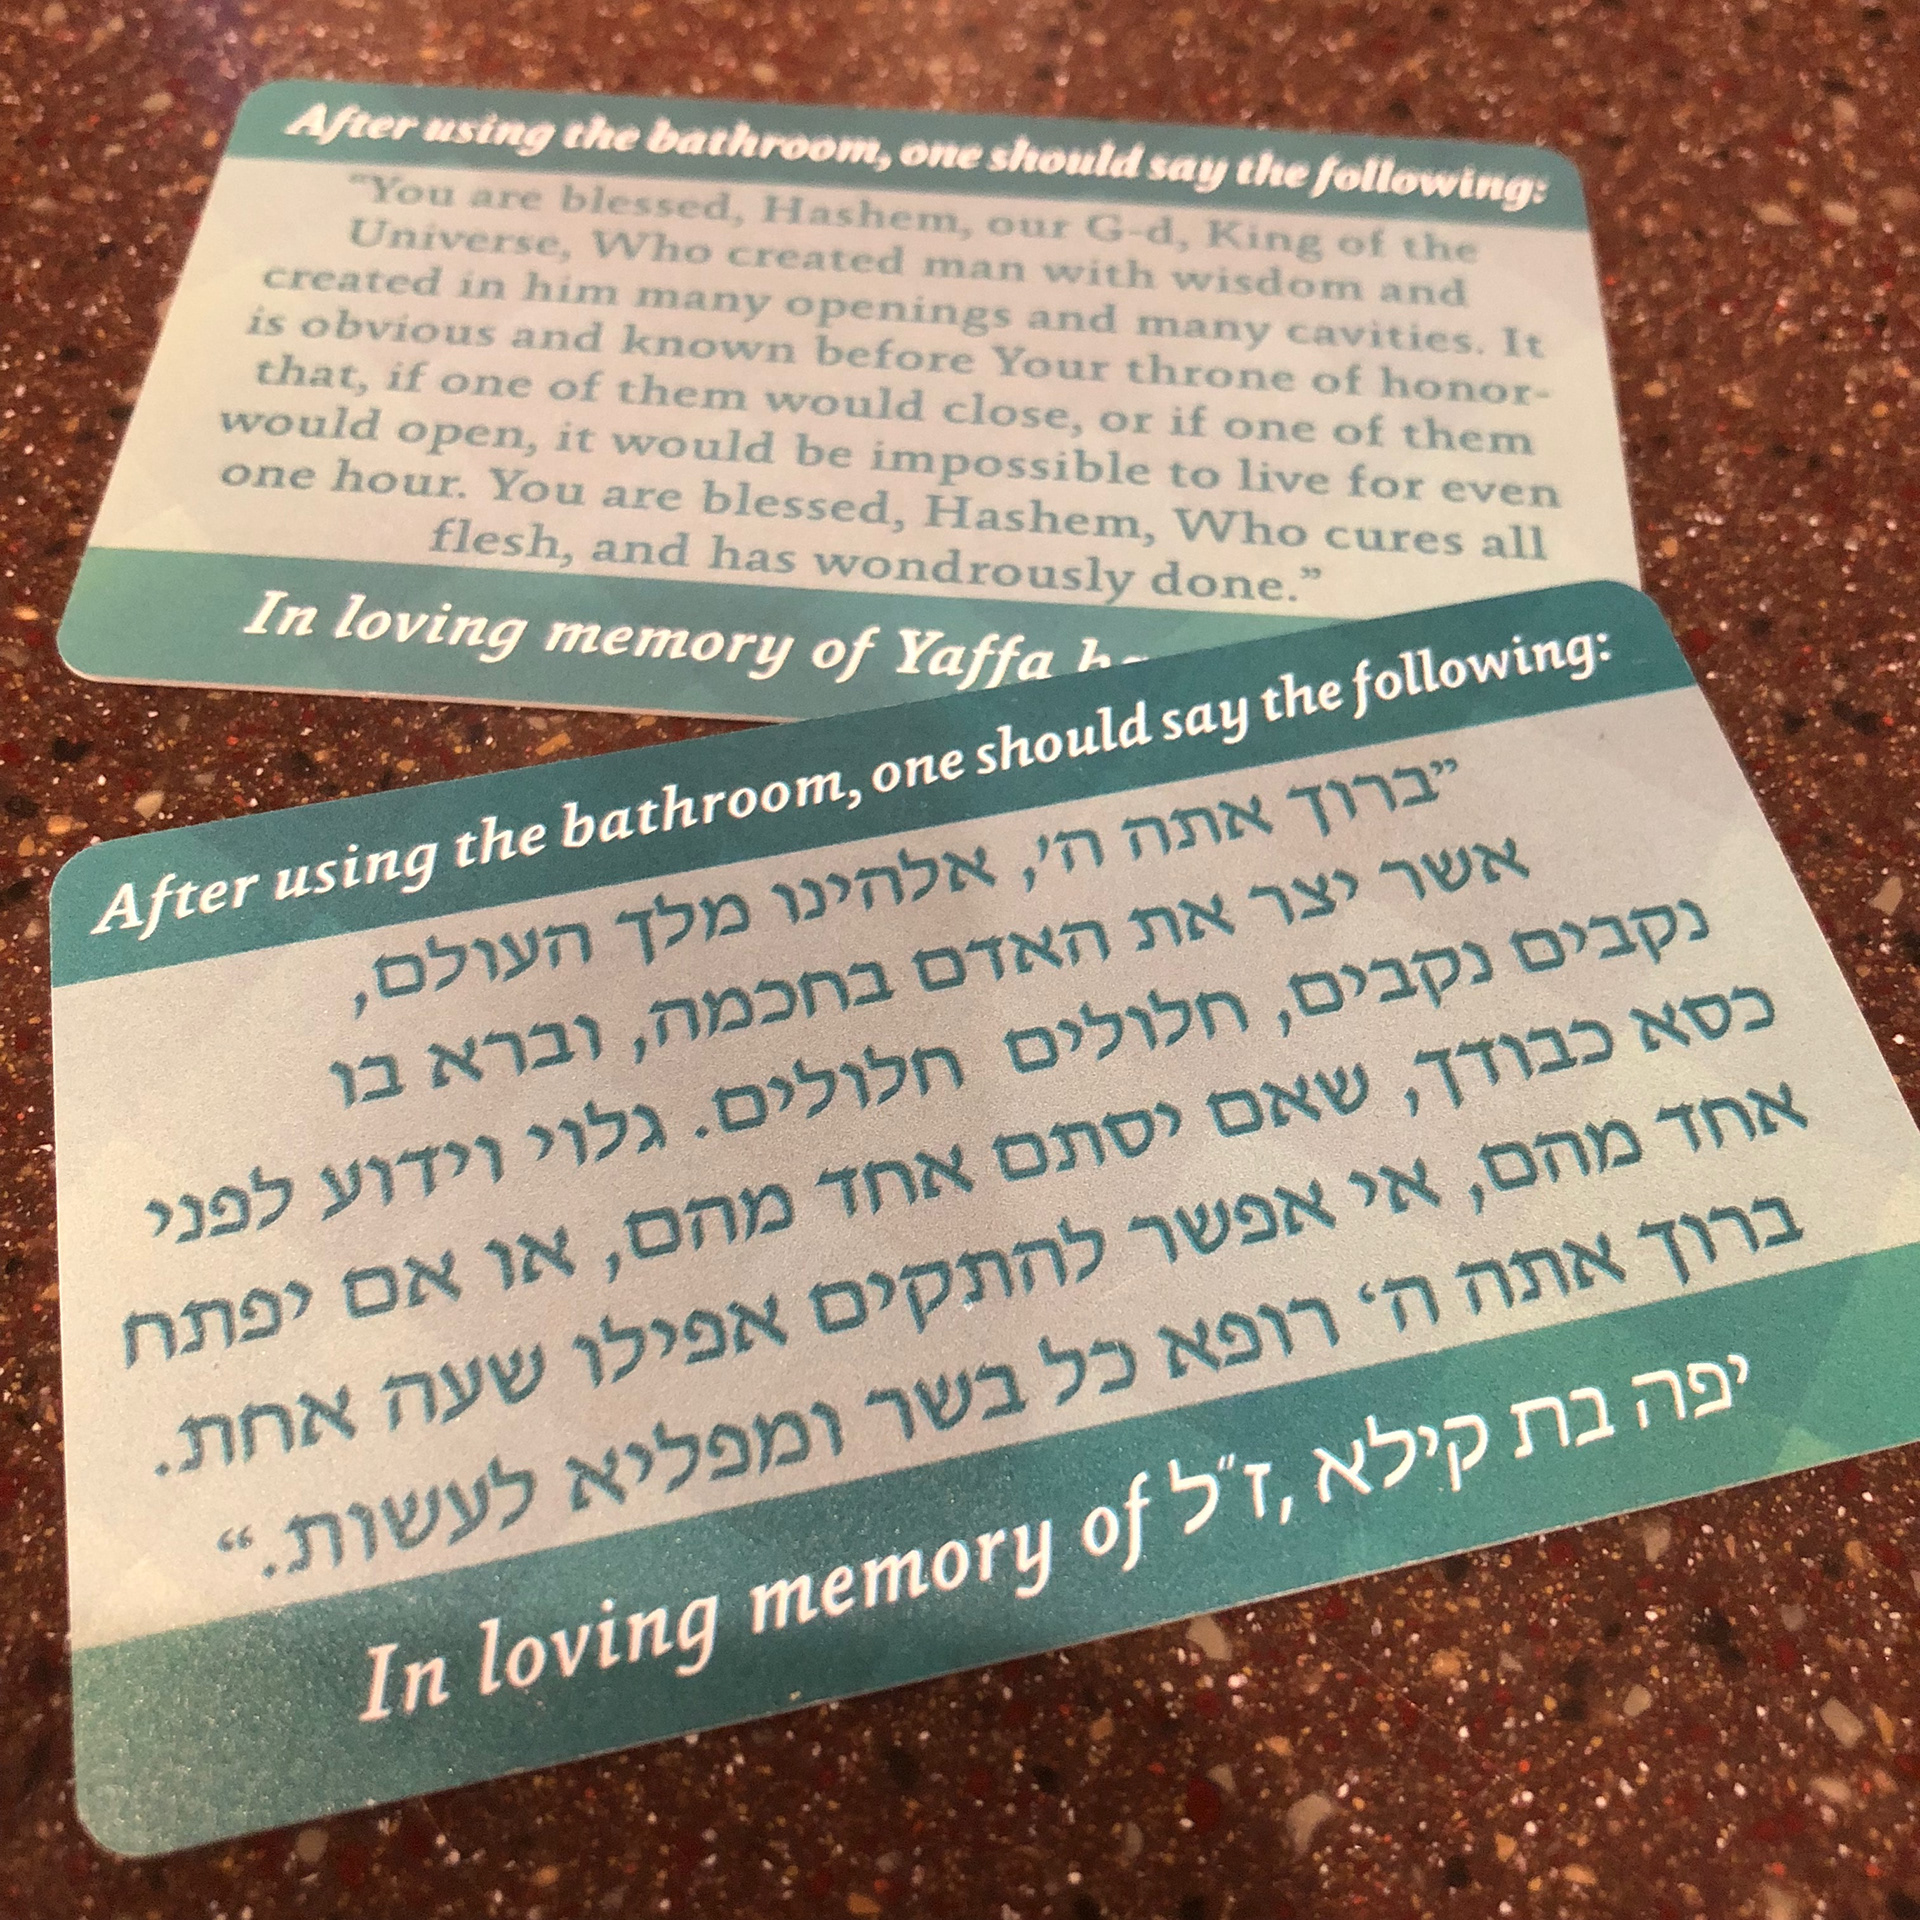 After using the bathroom, one should say the following:
“You are blessed, Hashem, our G-d, King of the
Universe, Who created man with wisdom and
created in him many openings and many cavities. It
is obvious and known before Your throne of honor-
that, if one of them would close, or if one of them
would open, it would be impossible to live for even
one hour. You are blessed, Hashem, Who cures all
flesh, and has wondrously done.”
In loving memory of Yaffa
After using the bathroom, one should say the following:
”ברוך אתה ה', אלהינו מלך העולם,
אשר יצר את האדם בחכמה, וברא בו
נקבים נקבים, חלולים חלולים. גלוי וידוע לפני
כסא כבודך, שאם יסתם אחד מהם, או אם יפתח
אחד מהם, אי אפשר להתקים אפילו שעה אחת.
ברוך אתה ה‘ רופא כל בשר ומפליא לעשות.“
In loving memory of יפה בת קילא, ז״ל